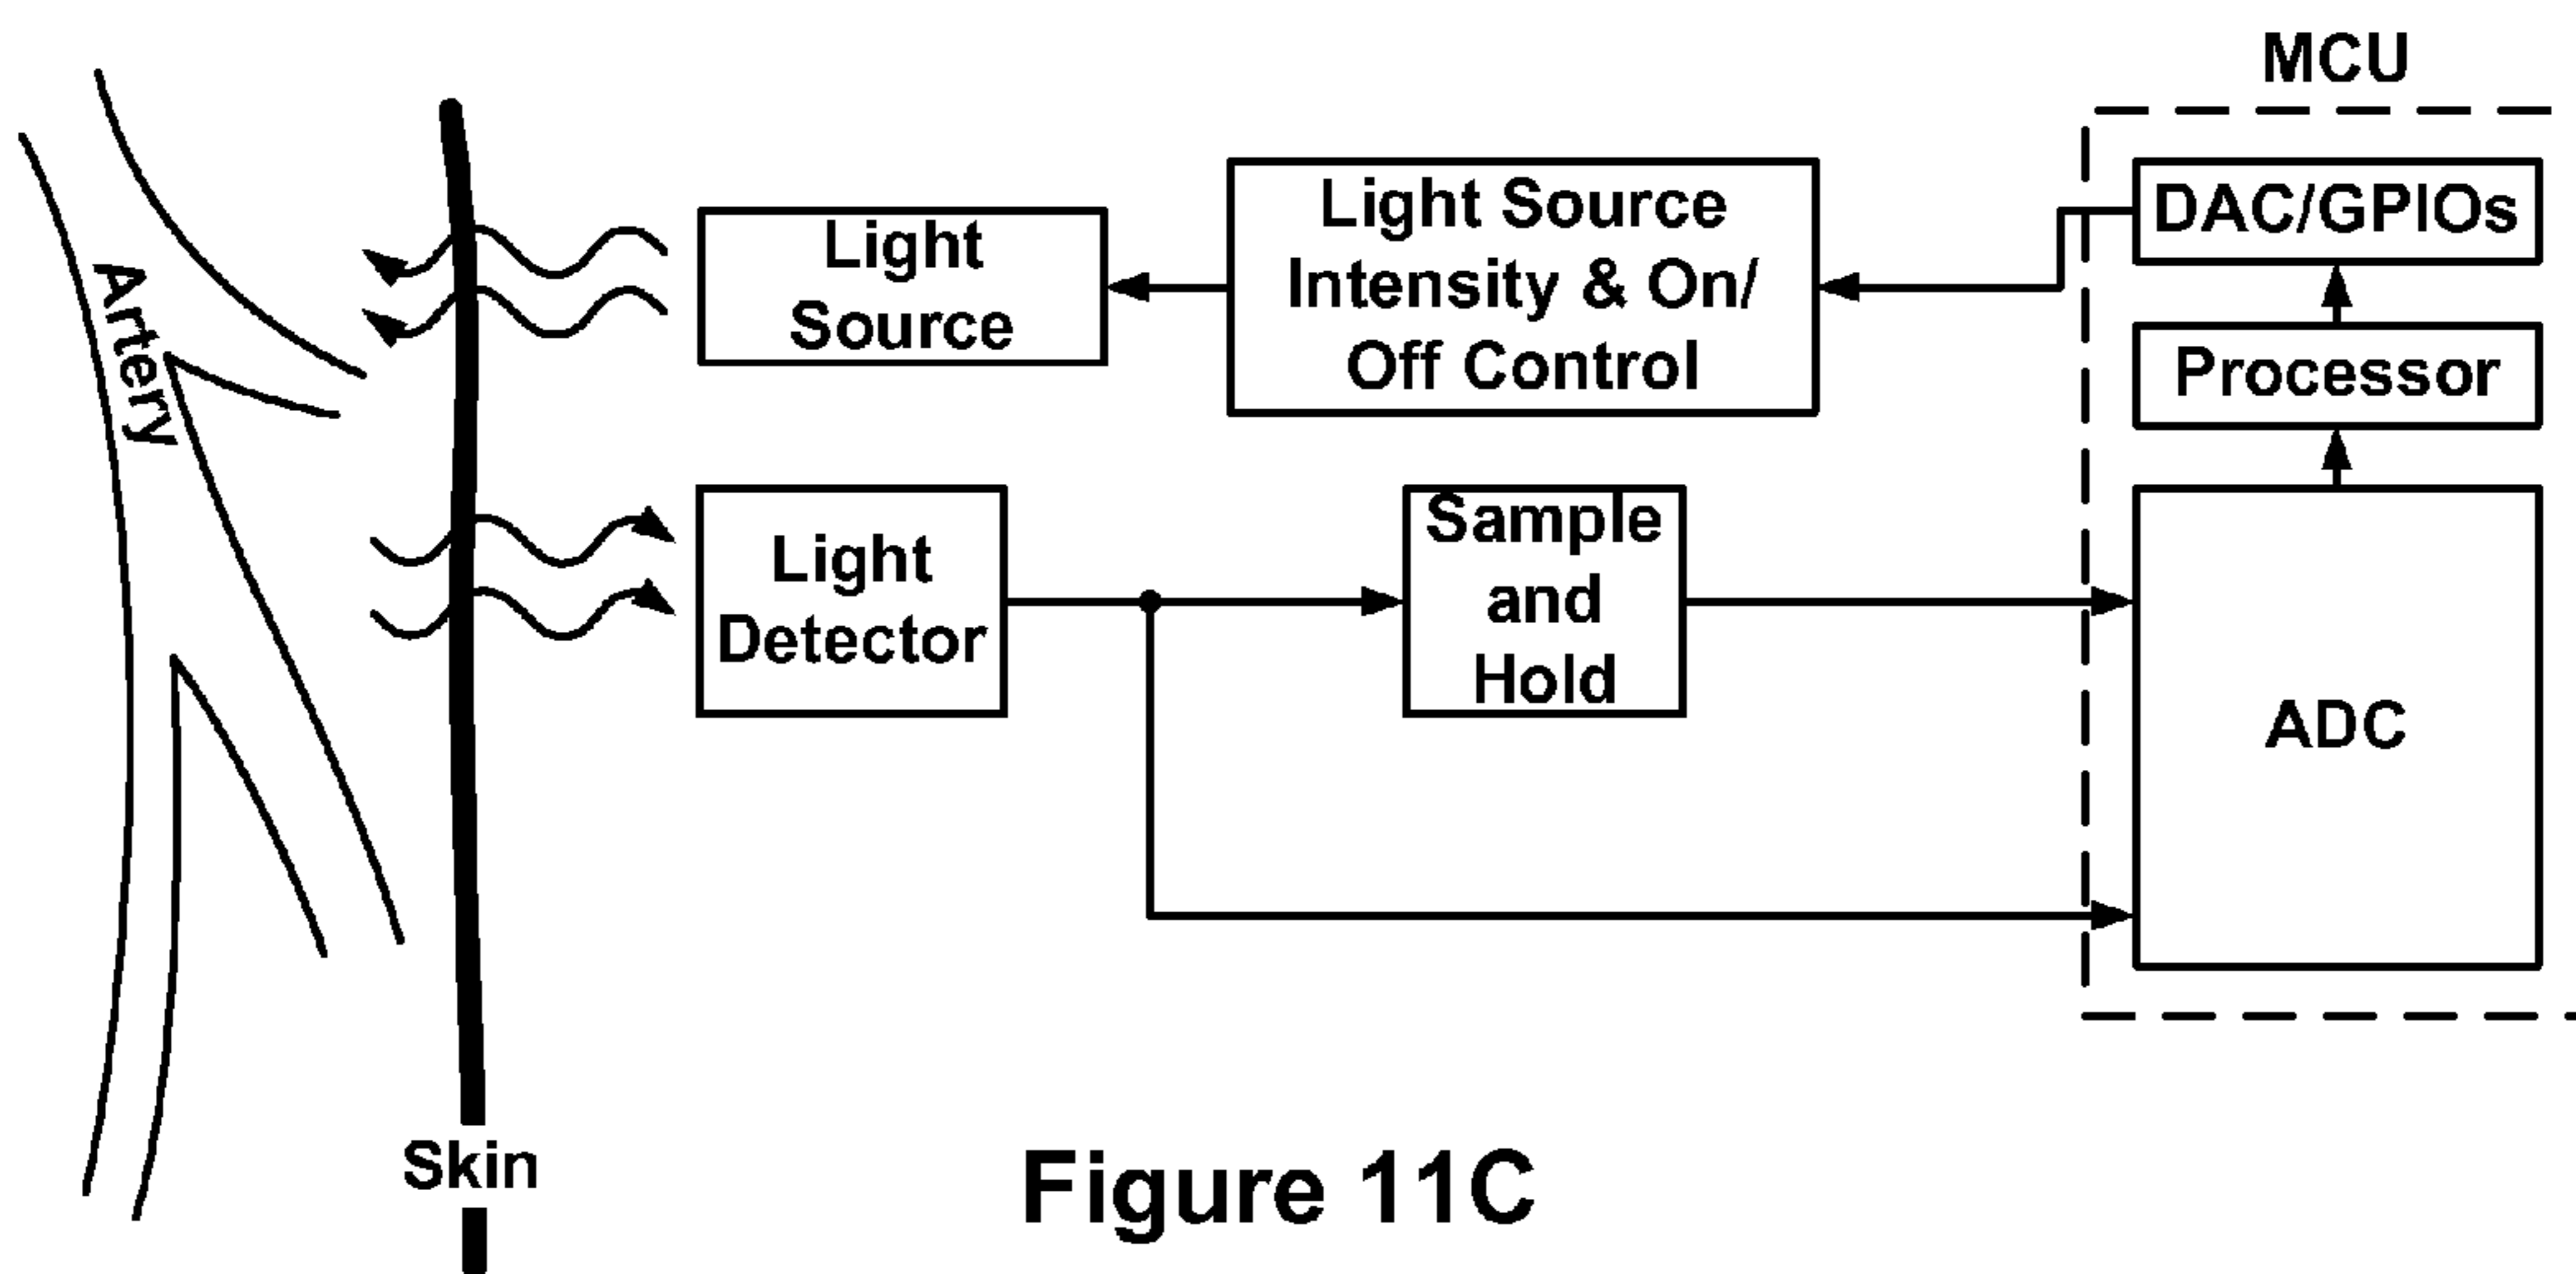 MCU
DAC/GPIOs
Light Source
Intensity & On/
Off Control
Light
Source
Processor
Artery
Light
Detector
Sample
and
Hold
ADC
Skin
Figure 11C